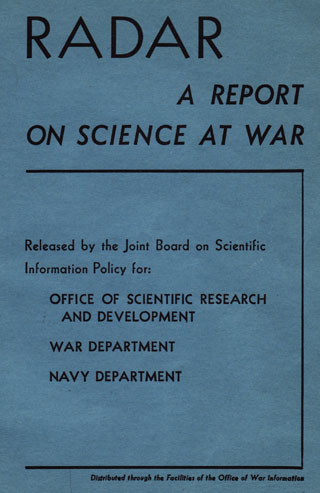 RADAR
A REPORT
ON SCIENCE AT WAR
Released by the Joint Board on Scientific
Information Policy for:
OFFICE OF SCIENTIFIC RESEARCH
AND DEVELOPMENT
WAR DEPARTMENT
NAVY DEPARTMENT
Distributed through the Facilities of the Office of War Information